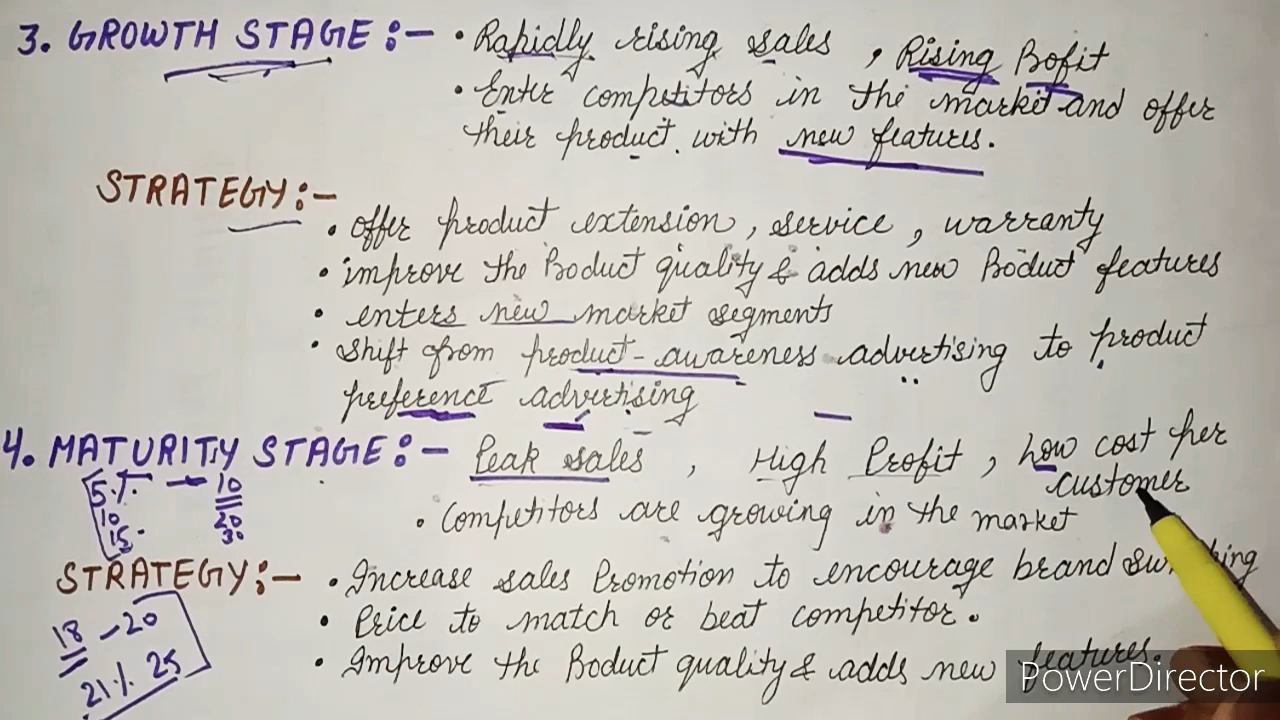 3. GROWTH STAGE :- • Rapidly rising sales , Rising Profit
• Enter competitors in the market and offer
their product with new features.
STRATEGY :-
• offer product extension, service, warranty
• improve the Product quality & adds new Product features
• enters new market segments
• shift from product-awareness advertising to product
preference advertising
4. MATURITY STAGE :- Peak sales , High Profit , Low cost per
customer
5% — 10
10 20
15 30
• Competitors are growing in the market
STRATEGY :- • Increase sales Promotion to encourage brand
• Price to match or beat competitor.
18 - 20
• Improve the Product quality & adds new features.
21% 25
PowerDirector